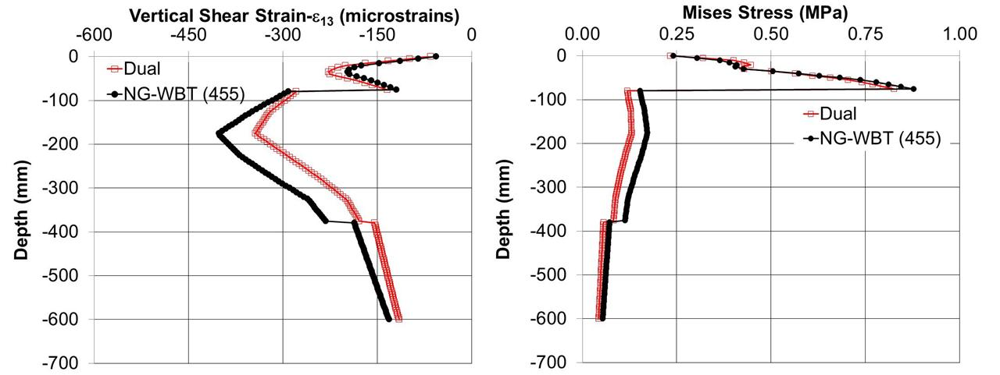 Vertical Shear Strain-ε13 (microstrains)
-600 -450 -300 -150 0
0
-100
-200
-300
-400
-500
-600
-700
Depth (mm)
Dual
NG-WBT (455)
Mises Stress (MPa)
0.00 0.25 0.50 0.75 1.00
0
-100
-200
-300
-400
-500
-600
-700
Depth (mm)
Dual
NG-WBT (455)